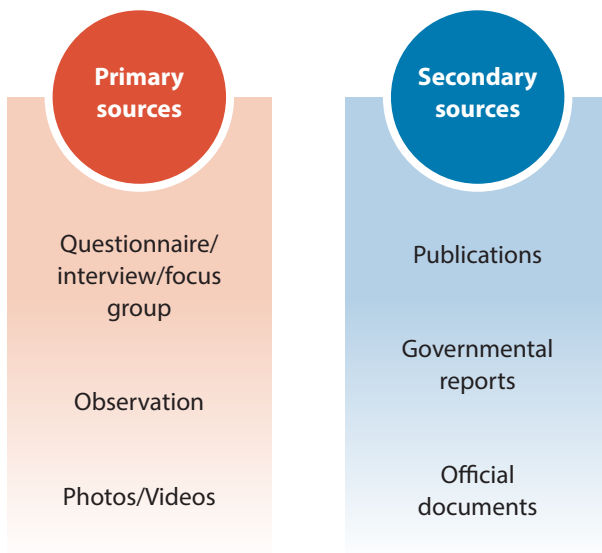 Primary
sources
Questionnaire/
interview/focus
group
Observation
Photos/Videos
Secondary
sources
Publications
Governmental
reports
Official
documents